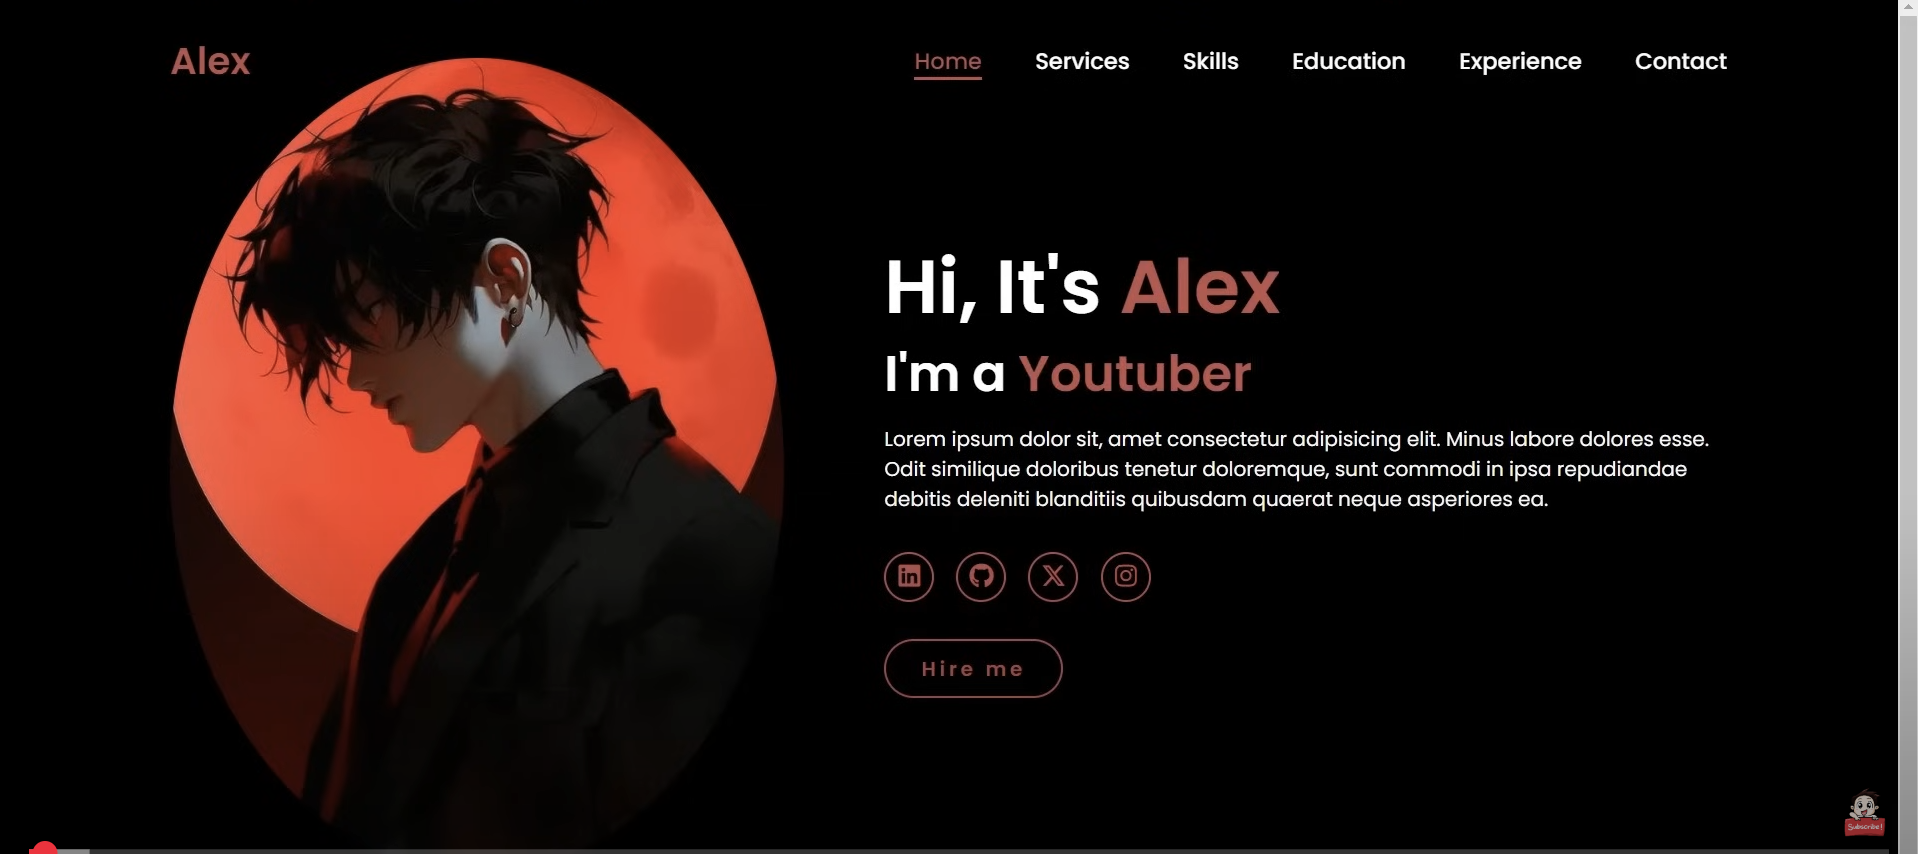 Alex
Home Services Skills Education Experience Contact
Hi, It's Alex
I'm a Youtuber
Lorem ipsum dolor sit, amet consectetur adipisicing elit. Minus labore dolores esse.
Odit similique doloribus tenetur doloremque, sunt commodi in ipsa repudiandae
debitis deleniti blanditiis quibusdam quaerat neque asperiores ea.
in
Hire me
Subscribe!